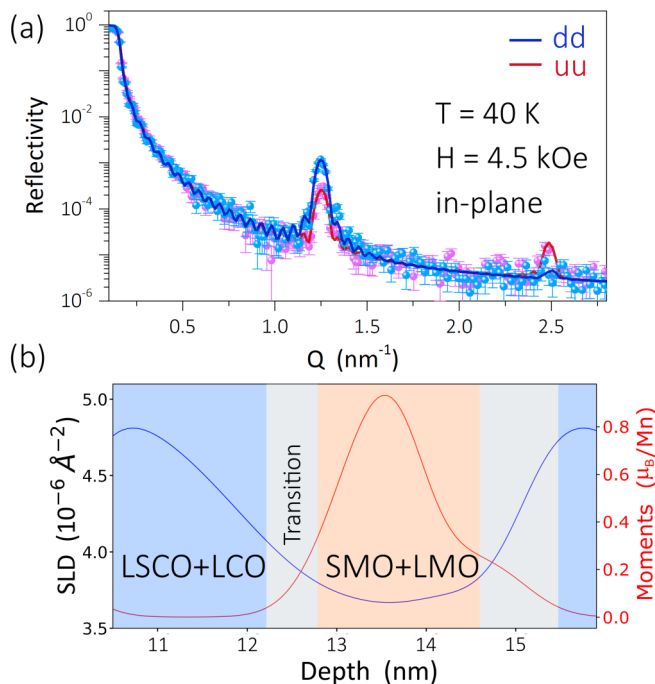 (a)
dd
uu
T = 40 K
H = 4.5 kOe
in-plane
Reflectivity
10⁰
10⁻²
10⁻⁴
10⁻⁶
0.5 1.0 1.5 2.0 2.5
Q (nm⁻¹)
(b)
5.0
4.5
4.0
3.5
SLD (10⁻⁶ Å⁻²)
Transition
LSCO+LCO
SMO+LMO
0.8
0.6
0.4
0.2
0.0
Moments (μ_B/Mn)
11 12 13 14 15
Depth (nm)